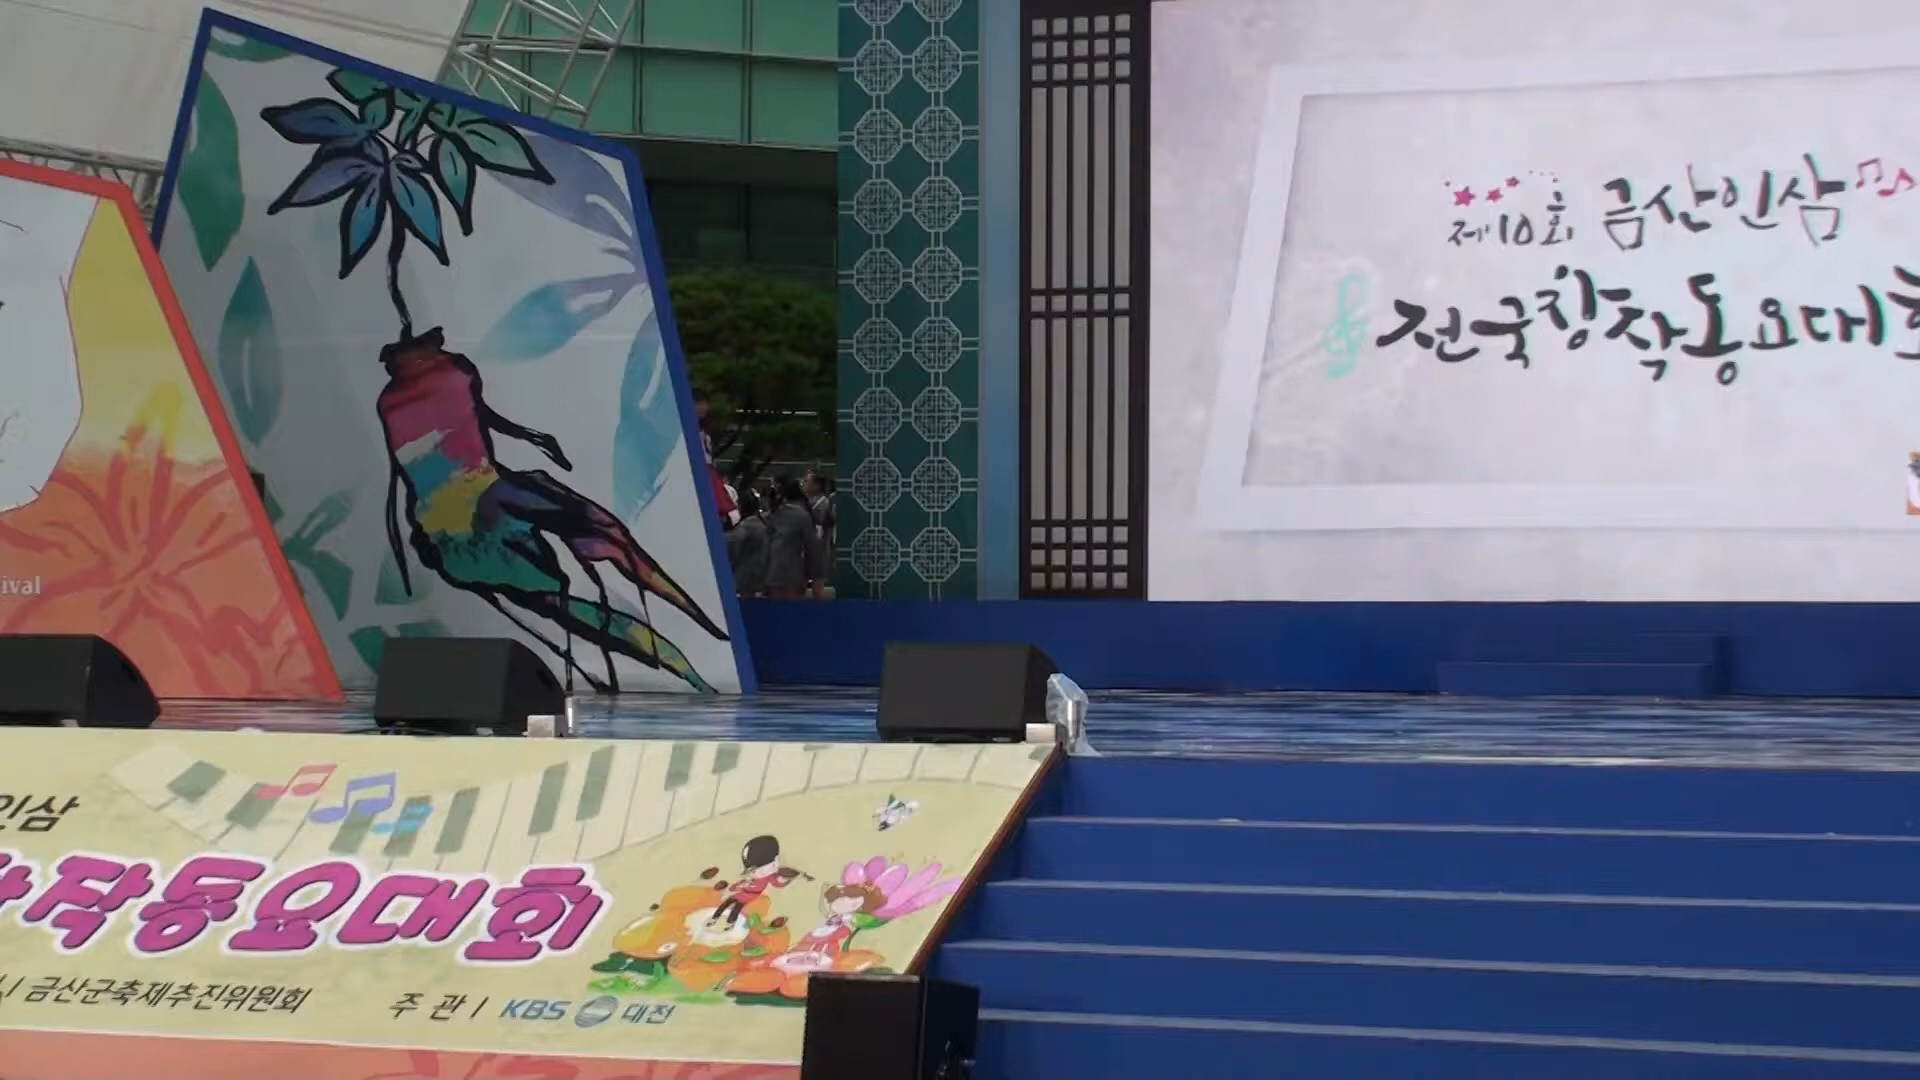 제10회 금산인삼
전국창작동요대회
ival
인삼
작동요대회
금산군축제추진위원회 주관 | KBS 대전